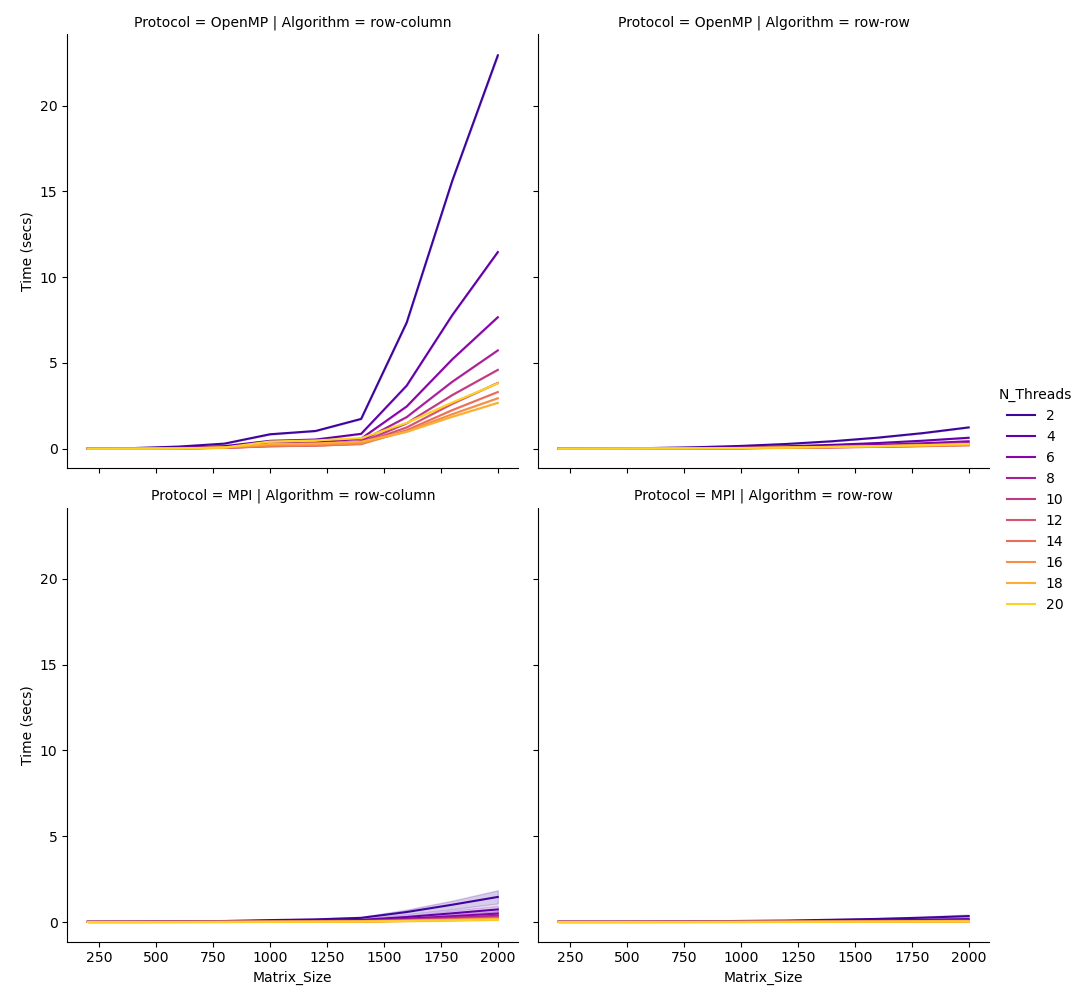 Protocol = OpenMP | Algorithm = row-column
Protocol = OpenMP | Algorithm = row-row
20
15
10
5
0
Time (secs)
Protocol = MPI | Algorithm = row-column
Protocol = MPI | Algorithm = row-row
20
15
10
5
0
Time (secs)
250 500 750 1000 1250 1500 1750 2000
Matrix_Size
250 500 750 1000 1250 1500 1750 2000
Matrix_Size
N_Threads
2
4
6
8
10
12
14
16
18
20